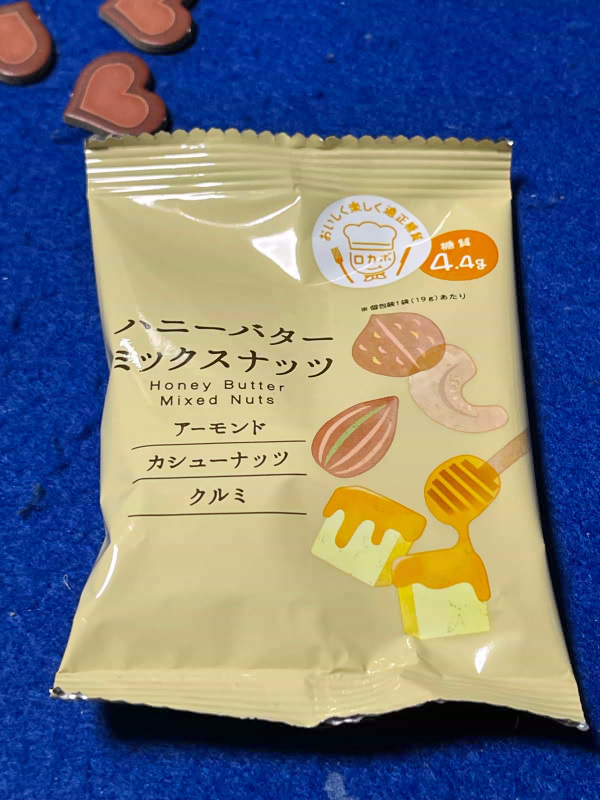 おいしく楽しく適正糖質
ロカボ
糖質
4.4g
※個包装1袋(19g)あたり
ハニーバター
ミックスナッツ
Honey Butter
Mixed Nuts
アーモンド
カシューナッツ
クルミ